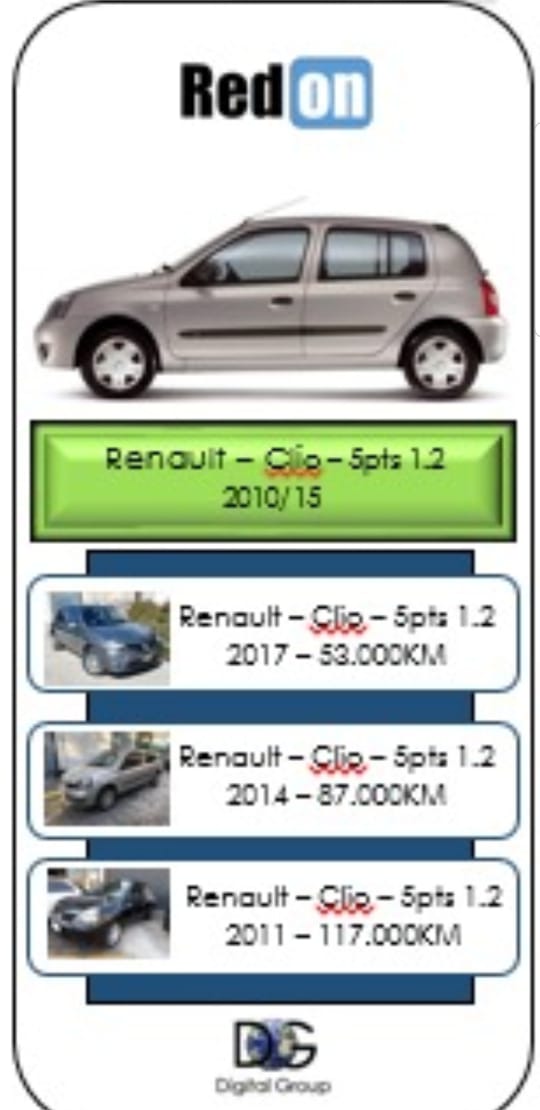 Red on
Renault – Clio – 5pts 1.2
2010/15
Renault – Clio – 5pts 1.2
2017 – 53.000KM
Renault – Clio – 5pts 1.2
2014 – 87.000KM
Renault – Clio – 5pts 1.2
2011 – 117.000KM
DG
Digital Group